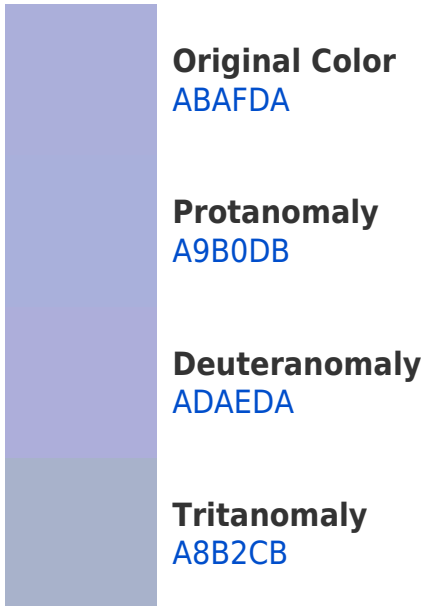 Original Color
ABAFDA
Protanomaly
A9B0DB
Deuteranomaly
ADAEDA
Tritanomaly
A8B2CB